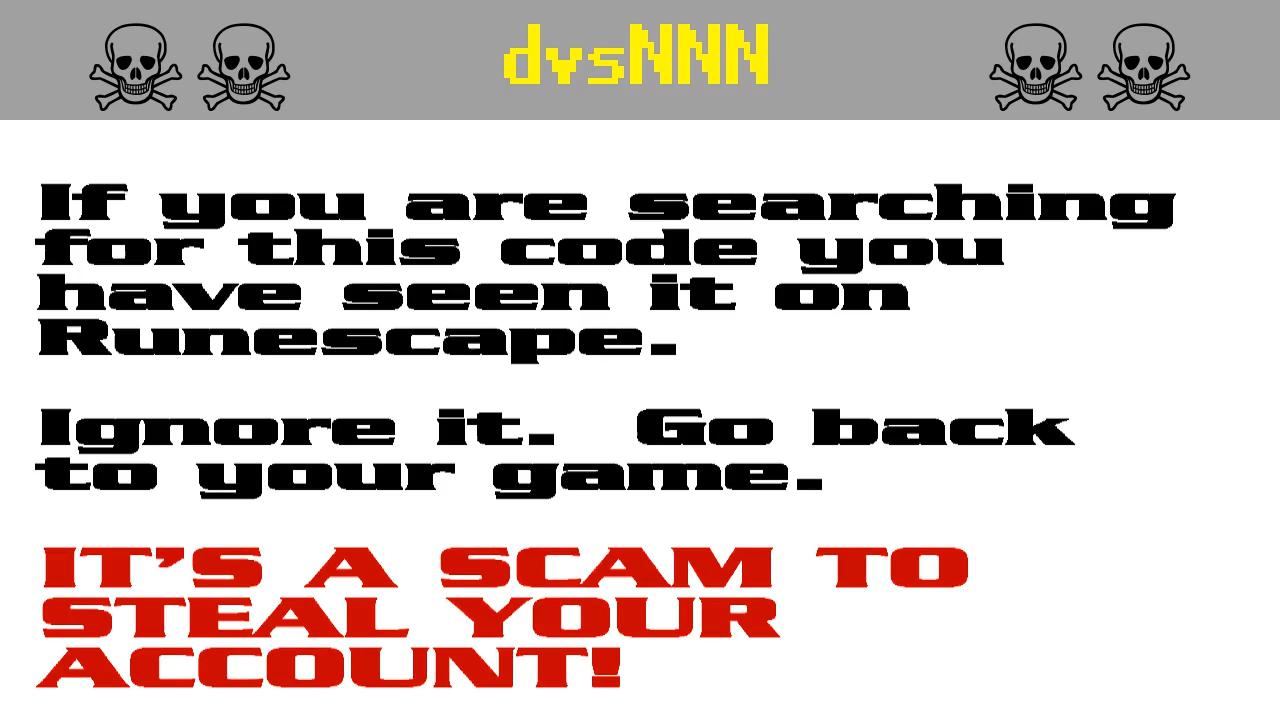 dvsNNN
If you are searching
for this code you
have seen it on
Runescape.
Ignore it.  Go back
to your game.
IT'S A SCAM TO
STEAL YOUR
ACCOUNT!